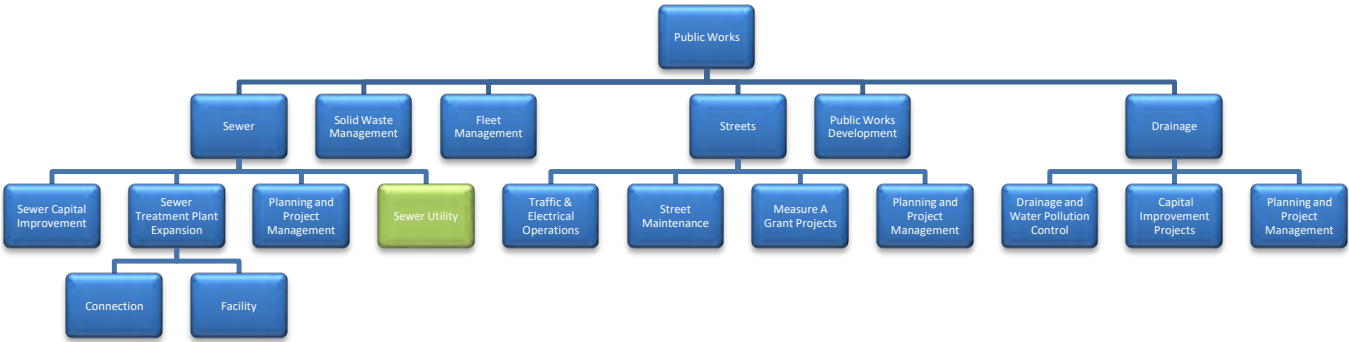 Public Works
Sewer
Solid Waste
Management
Fleet
Management
Streets
Public Works
Development
Drainage
Sewer Capital
Improvement
Sewer
Treatment Plant
Expansion
Planning and
Project
Management
Sewer Utility
Traffic &
Electrical
Operations
Street
Maintenance
Measure A
Grant Projects
Planning and
Project
Management
Drainage and
Water Pollution
Control
Capital
Improvement
Projects
Planning and
Project
Management
Connection
Facility